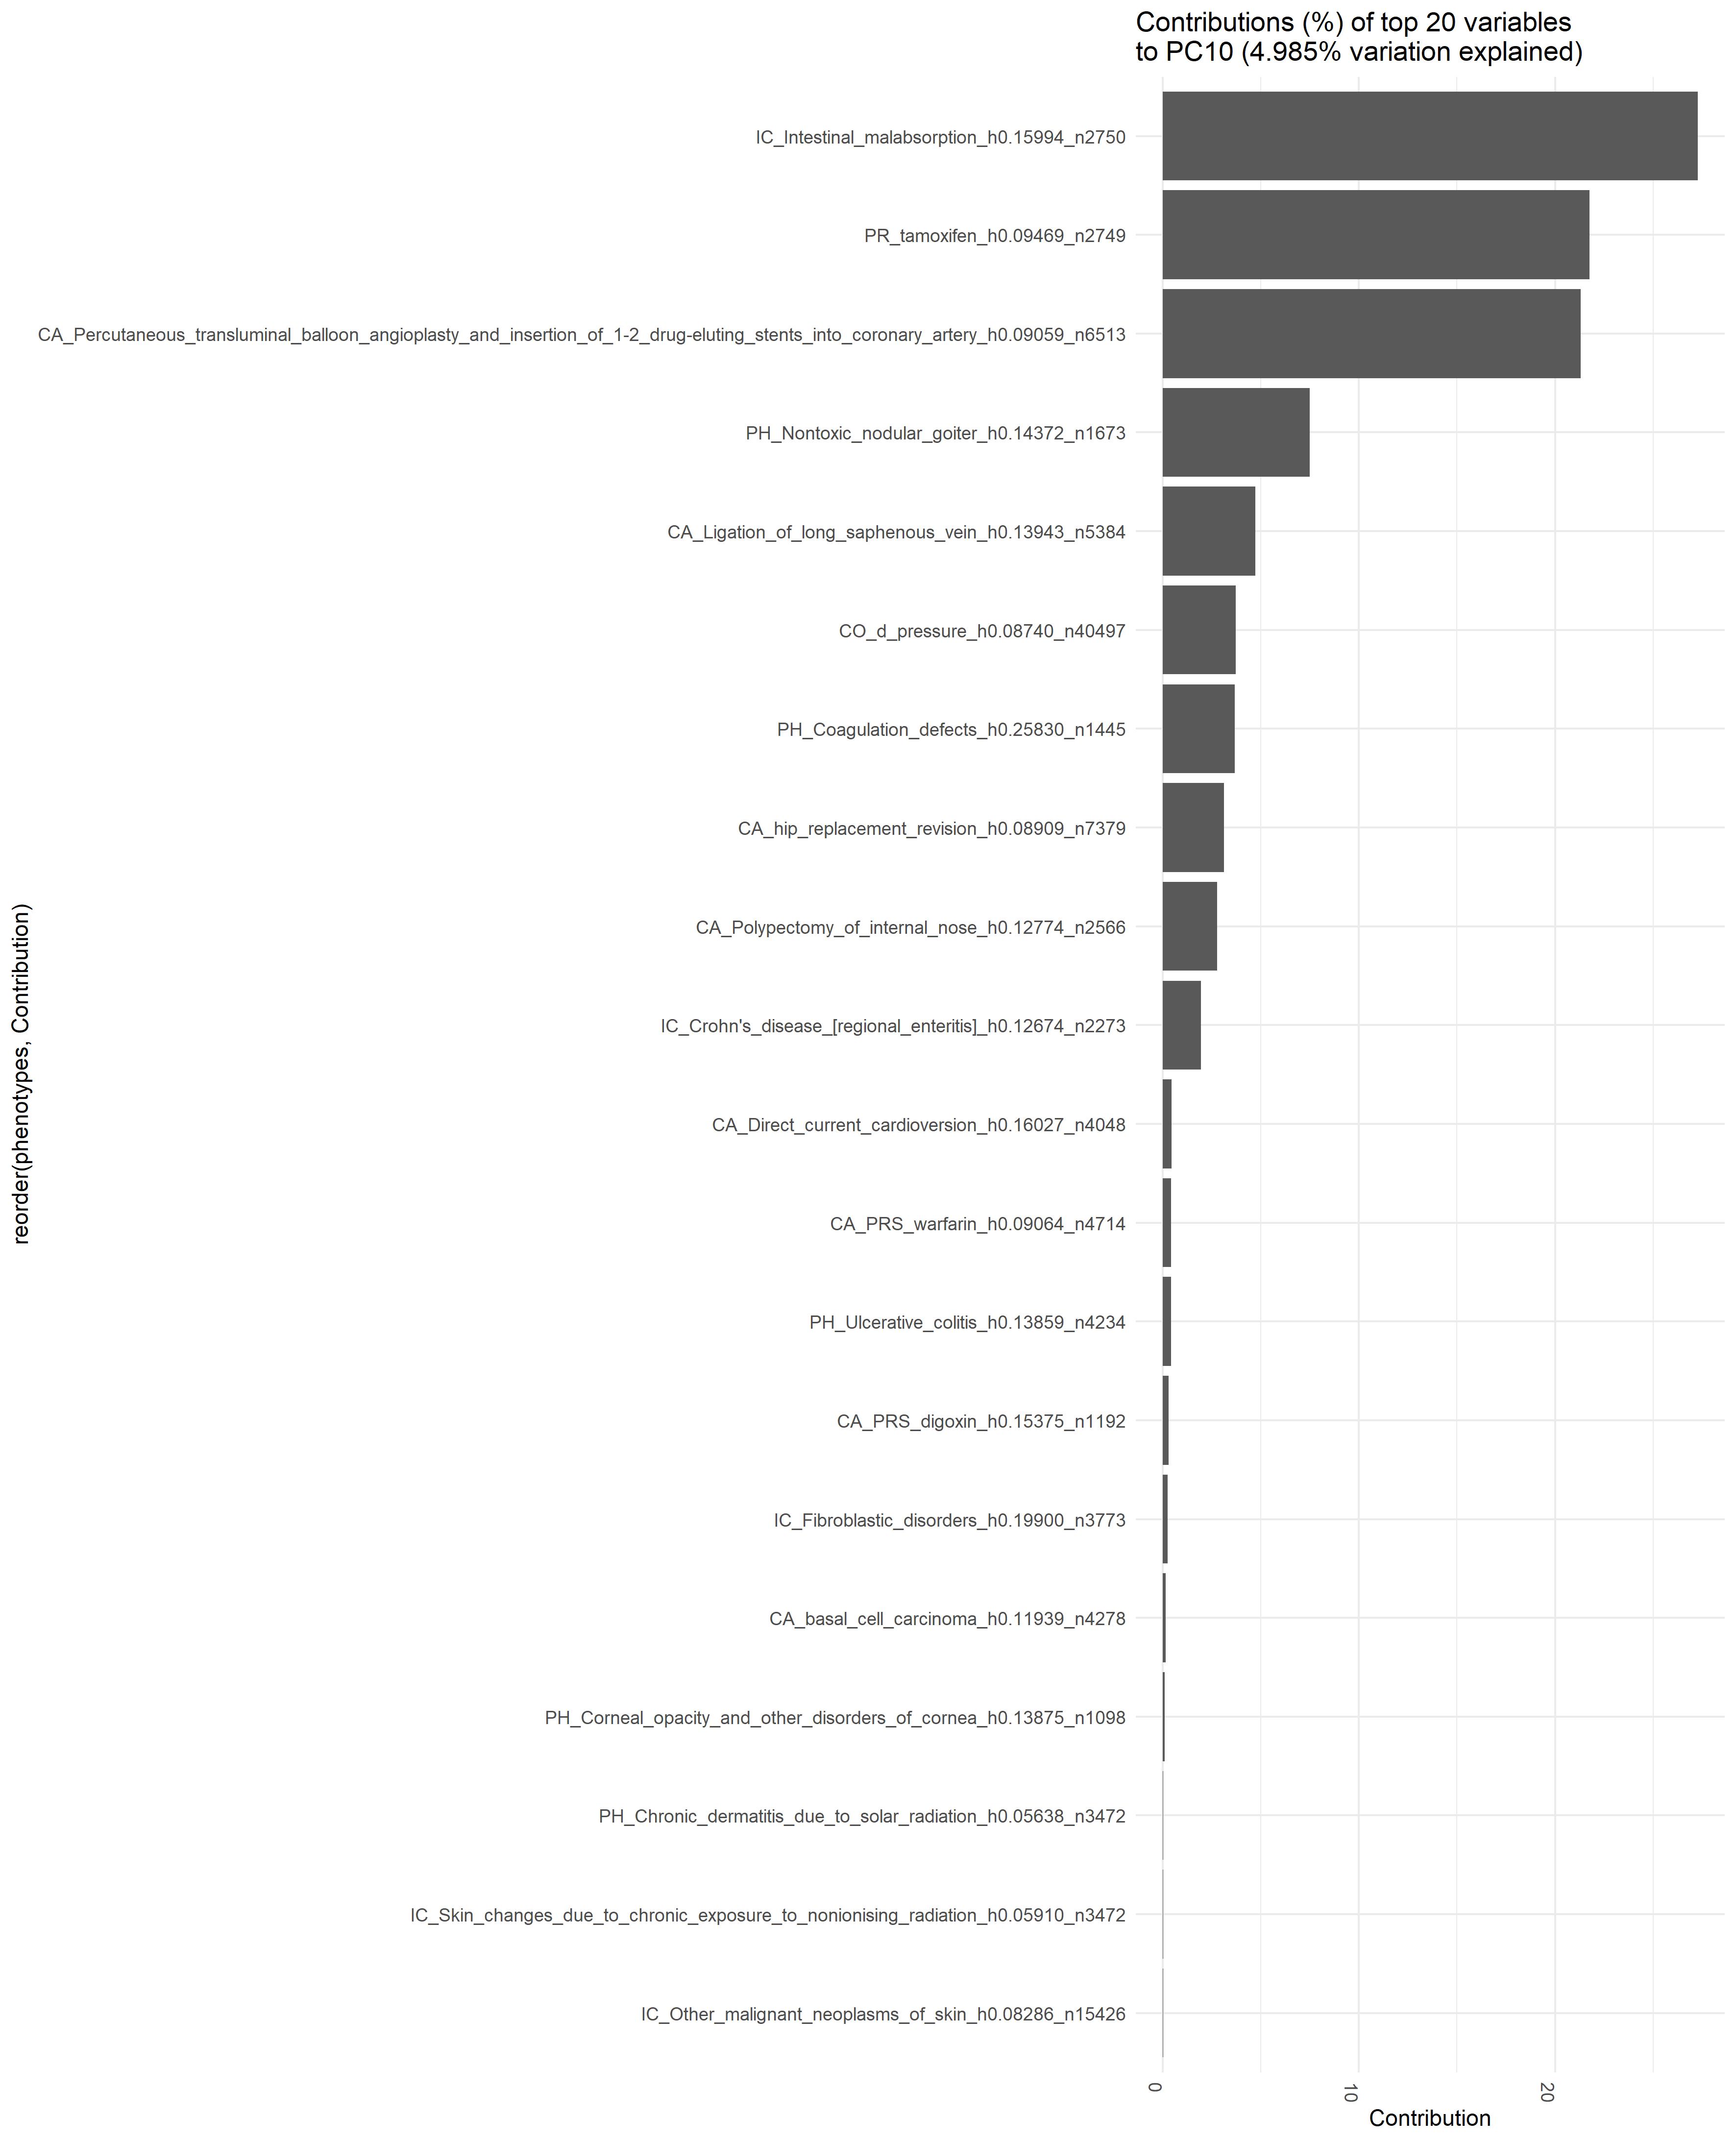 Contributions (%) of top 20 variables
to PC10 (4.985% variation explained)
IC_Intestinal_malabsorption_h0.15994_n2750
PR_tamoxifen_h0.09469_n2749
CA_Percutaneous_transluminal_balloon_angioplasty_and_insertion_of_1-2_drug-eluting_stents_into_coronary_artery_h0.09059_n6513
PH_Nontoxic_nodular_goiter_h0.14372_n1673
CA_Ligation_of_long_saphenous_vein_h0.13943_n5384
CO_d_pressure_h0.08740_n40497
PH_Coagulation_defects_h0.25830_n1445
CA_hip_replacement_revision_h0.08909_n7379
CA_Polypectomy_of_internal_nose_h0.12774_n2566
IC_Crohn's_disease_[regional_enteritis]_h0.12674_n2273
CA_Direct_current_cardioversion_h0.16027_n4048
CA_PRS_warfarin_h0.09064_n4714
PH_Ulcerative_colitis_h0.13859_n4234
CA_PRS_digoxin_h0.15375_n1192
IC_Fibroblastic_disorders_h0.19900_n3773
CA_basal_cell_carcinoma_h0.11939_n4278
PH_Corneal_opacity_and_other_disorders_of_cornea_h0.13875_n1098
PH_Chronic_dermatitis_due_to_solar_radiation_h0.05638_n3472
IC_Skin_changes_due_to_chronic_exposure_to_nonionising_radiation_h0.05910_n3472
IC_Other_malignant_neoplasms_of_skin_h0.08286_n15426
reorder(phenotypes, Contribution)
0
10
20
Contribution